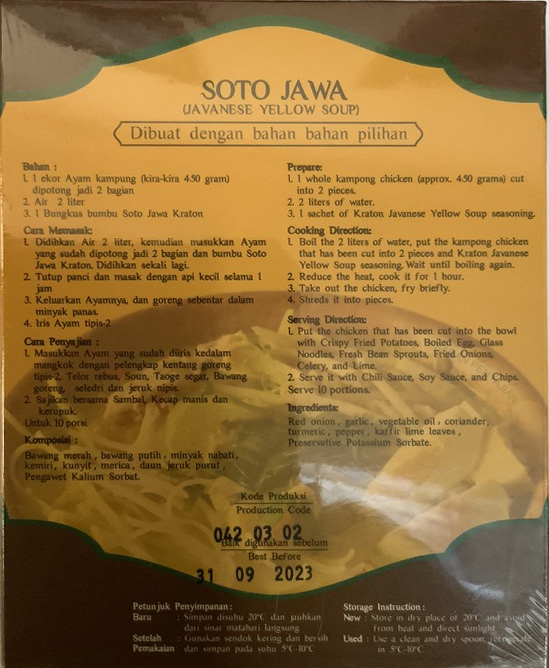 SOTO JAWA
(JAVANESE YELLOW SOUP)
Dibuat dengan bahan bahan pilihan
Bahan :
1. 1 ekor Ayam kampung (kira-kira 450 gram)
dipotong jadi 2 bagian
2. Air 2 liter
3. 1 Bungkus bumbu Soto Jawa Kraton
Cara Memasak:
1. Didihkan Air 2 liter, kemudian masukkan Ayam
yang sudah dipotong jadi 2 bagian dan bumbu Soto
Jawa Kraton. Didihkan sekali lagi.
2. Tutup panci dan masak dengan api kecil selama 1
jam
3. Keluarkan Ayamnya, dan goreng sebentar dalam
minyak panas.
4. Iris Ayam tipis-2
Cara Penyajian :
1. Masukkan Ayam yang sudah diiris kedalam
mangkok dengan pelengkap kentang goreng
tipis-2, Telor rebus, Soun, Taoge segar, Bawang
goreng, seledri dan jeruk nipis.
2. Sajikan bersama Sambal, Kecap manis dan
kerupuk.
Untuk 10 porsi
Komposisi :
Bawang merah , bawang putih , minyak nabati ,
kemiri , kunyit , merica , daun jeruk purut ,
Pengawet Kalium Sorbat.
Prepare:
1. 1 whole kampong chicken (approx. 450 grams) cut
into 2 pieces.
2. 2 liters of water.
3. 1 sachet of Kraton Javanese Yellow Soup seasoning.
Cooking Direction:
1. Boil the 2 liters of water, put the kampong chicken
that has been cut into 2 pieces and Kraton Javanese
Yellow Soup seasoning. Wait until boiling again.
2. Reduce the heat, cook it for 1 hour.
3. Take out the chicken, fry briefly.
4. Shreds it into pieces.
Serving Direction:
1. Put the chicken that has been cut into the bowl
with Crispy Fried Potatoes, Boiled Egg, Glass
Noodles, Fresh Bean Sprouts, Fried Onions,
Celery, and Lime.
2. Serve it with Chili Sauce, Soy Sauce, and Chips.
Serve 10 portions.
Ingredients:
Red onion , garlic , vegetable oil , coriander ,
turmeric , pepper , kaffir lime leaves ,
Preservative Potassium Sorbate.
Kode Produksi
Production Code
042 03 02
Baik digunakan sebelum
Best Before
31 09 2023
Petunjuk Penyimpanan :
Baru : Simpan disuhu 20°C dan jauhkan
dari sinar matahari langsung
Setelah : Gunakan sendok kering dan bersih
Pemakaian dan simpan pada suhu 5°C-10°C
Storage Instruction :
New : Store in dry place of 20°C and avoid
from heat and direct sunlight
Used : Use a clean and dry spoon, refrigerate
in 5°C-10°C